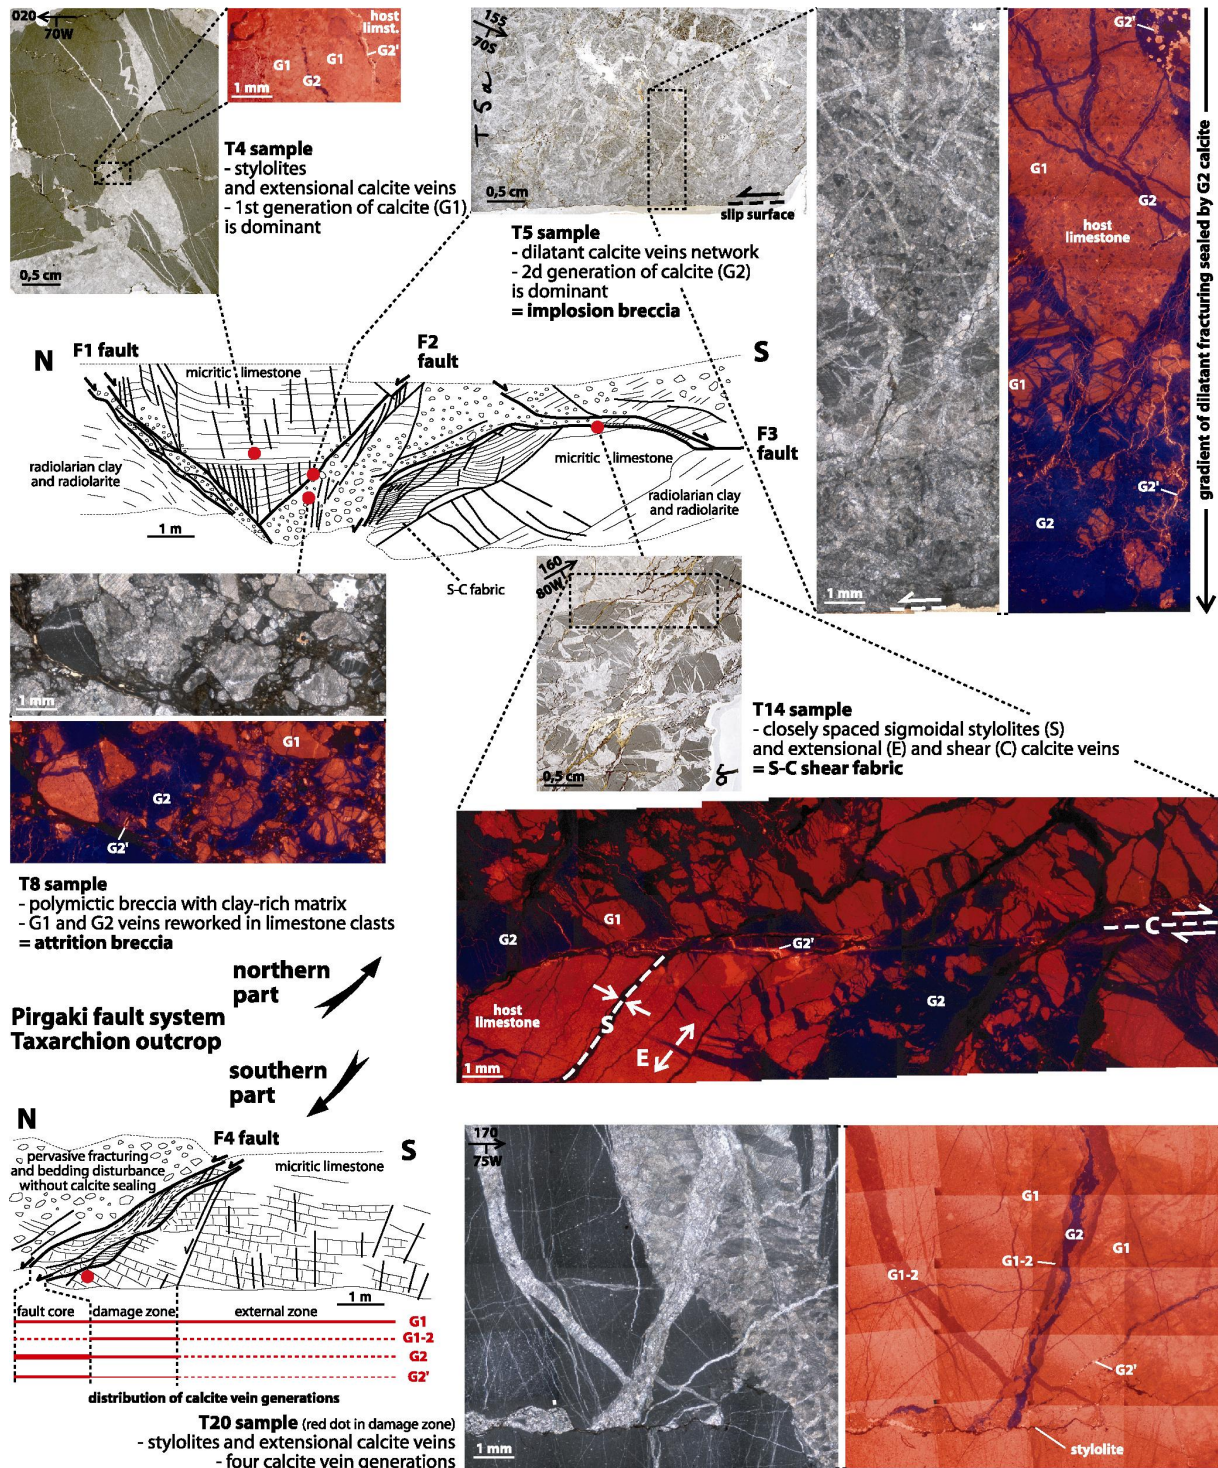 020
70W
host
limst.
G2'
G1
G1
G2
1 mm
T4 sample
- stylolites
and extensional calcite veins
- 1st generation of calcite (G1)
is dominant
0,5 cm
155
70S
T5a
0,5 cm
slip surface
T5 sample
- dilatant calcite veins network
- 2d generation of calcite (G2)
is dominant
= implosion breccia
1 mm
G2'
G1
G2
host
limestone
G1
G2'
G2
gradient of dilatant fracturing sealed by G2 calcite
N
F1 fault
micritic limestone
F2
fault
S
F3
fault
radiolarian clay
and radiolarite
micritic limestone
radiolarian clay
and radiolarite
1 m
S-C fabric
1 mm
G1
G2
G2'
T8 sample
- polymictic breccia with clay-rich matrix
- G1 and G2 veins reworked in limestone clasts
= attrition breccia
160
80W
0,5 cm
T14 sample
- closely spaced sigmoidal stylolites (S)
and extensional (E) and shear (C) calcite veins
= S-C shear fabric
G1
G2
G2'
C
G2
host
limestone
S
E
1 mm
northern
part
Pirgaki fault system
Taxarchion outcrop
southern
part
N
F4 fault
S
pervasive fracturing
and bedding disturbance
without calcite sealing
micritic limestone
1 m
fault core
damage zone
external zone
G1
G1-2
G2
G2'
distribution of calcite vein generations
T20 sample (red dot in damage zone)
- stylolites and extensional calcite veins
- four calcite vein generations
170
75W
1 mm
G1
G2
G1
G1-2
G1-2
G2'
stylolite